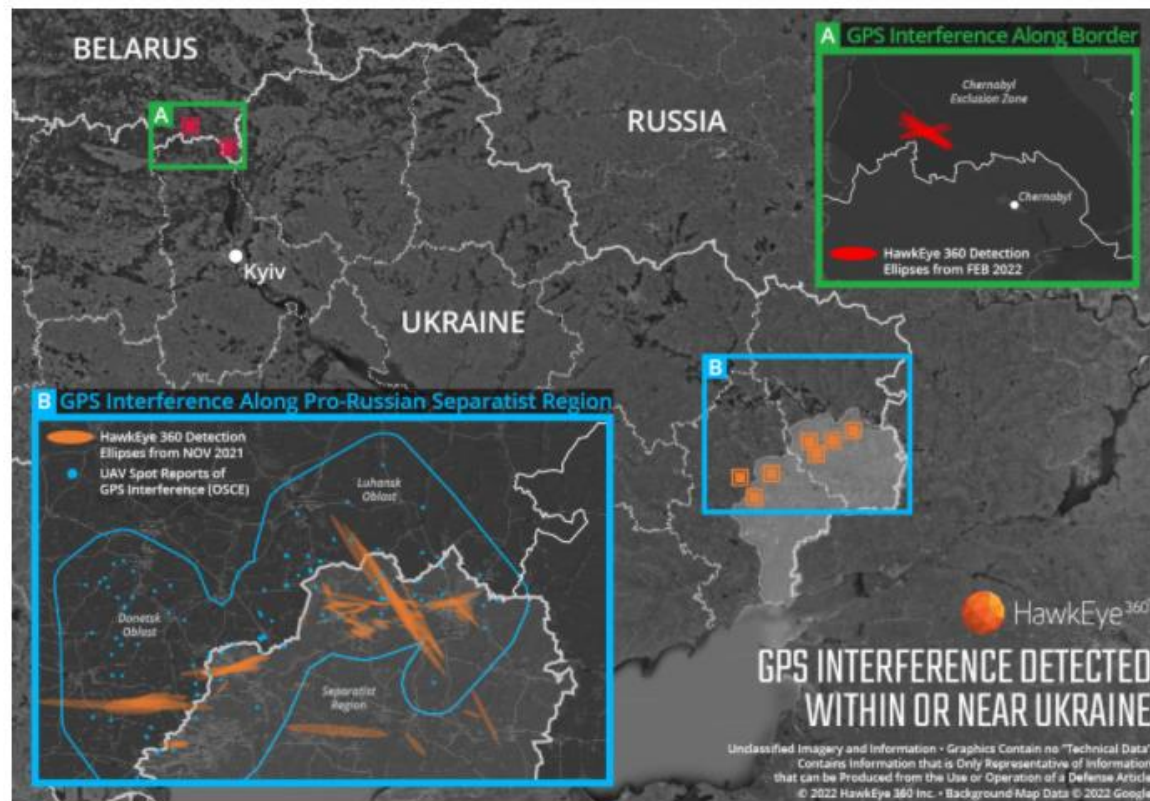 BELARUS
RUSSIA
UKRAINE
Kyiv
A
B
A GPS Interference Along Border
Chernobyl
Exclusion Zone
Chernobyl
HawkEye 360 Detection
Ellipses from FEB 2022
B GPS Interference Along Pro-Russian Separatist Region
HawkEye 360 Detection
Ellipses from NOV 2021
UAV Spot Reports of
GPS Interference (OSCE)
Luhansk
Oblast
Donetsk
Oblast
Separatist
Region
HawkEye 360
GPS INTERFERENCE DETECTED
WITHIN OR NEAR UKRAINE
Unclassified Imagery and Information • Graphics Contain no "Technical Data"
Contains Information that is Only Representative of Information
that can be Produced from the Use or Operation of a Defense Article
© 2022 HawkEye 360 Inc. • Background Map Data © 2022 Google